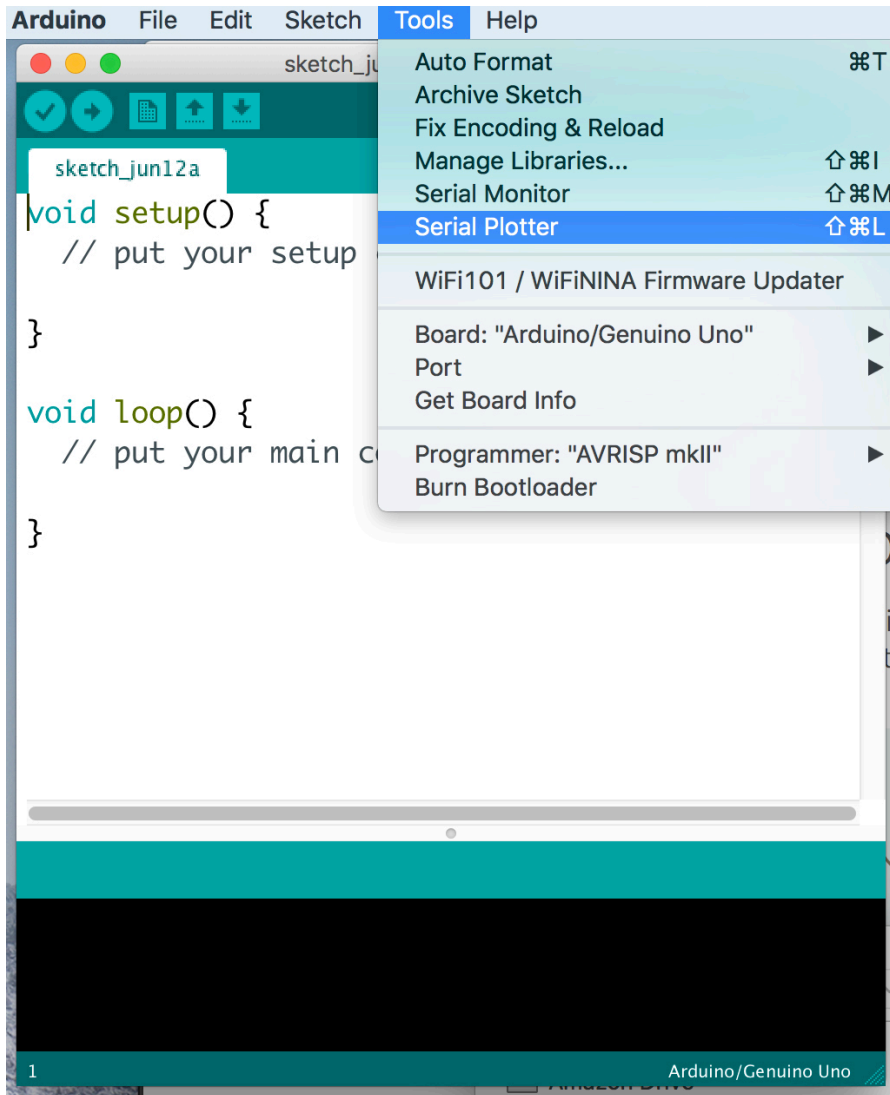 Arduino File Edit Sketch Tools Help
sketch_ju
Auto Format ⌘T
Archive Sketch
Fix Encoding & Reload
Manage Libraries... ⇧⌘I
Serial Monitor ⇧⌘M
Serial Plotter ⇧⌘L
WiFi101 / WiFiNINA Firmware Updater
Board: "Arduino/Genuino Uno"
Port
Get Board Info
Programmer: "AVRISP mkII"
Burn Bootloader
sketch_jun12a
void setup() {
// put your setup
}
void loop() {
// put your main
}
1 Arduino/Genuino Uno